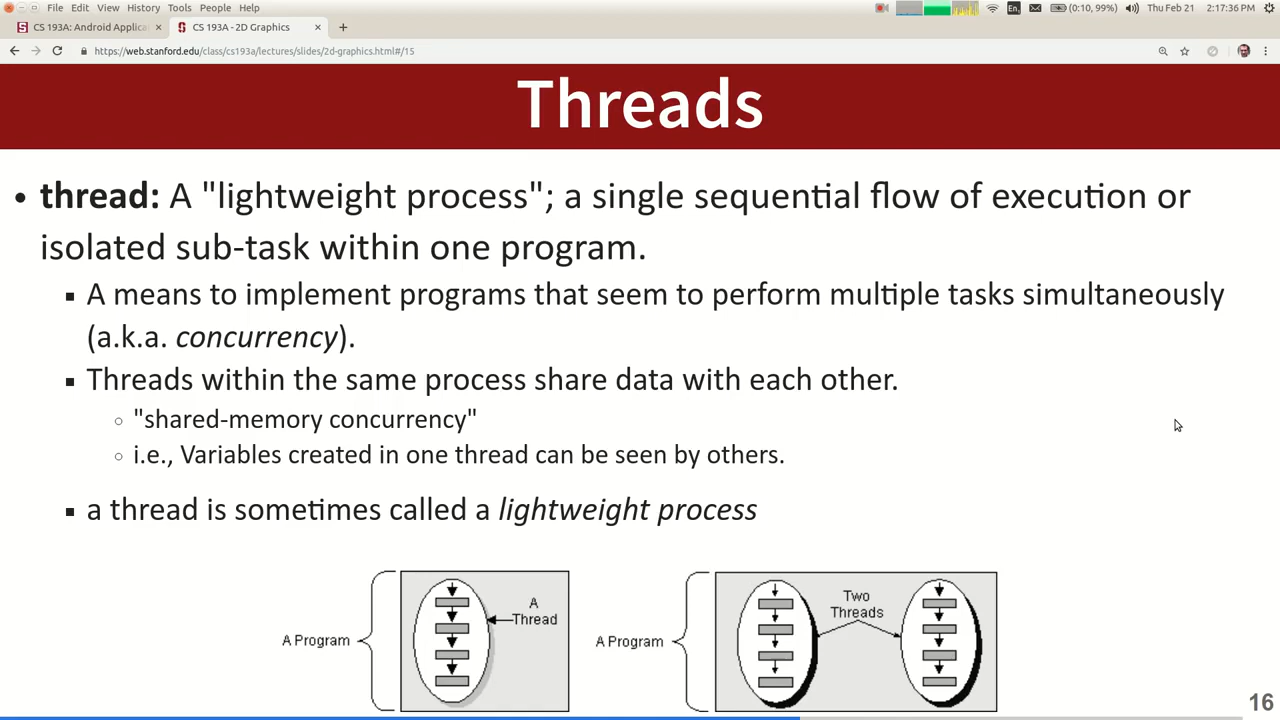 File Edit View History Tools People Help
En
(0:10, 99%)
Thu Feb 21
2:17:36 PM
CS 193A: Android Applica
CS 193A - 2D Graphics
https://web.stanford.edu/class/cs193a/lectures/slides/2d-graphics.html#/15
Threads
• thread: A "lightweight process"; a single sequential flow of execution or
isolated sub-task within one program.
▪ A means to implement programs that seem to perform multiple tasks simultaneously
(a.k.a. concurrency).
▪ Threads within the same process share data with each other.
○ "shared-memory concurrency"
○ i.e., Variables created in one thread can be seen by others.
▪ a thread is sometimes called a lightweight process
A Program
A
Thread
A Program
Two
Threads
16